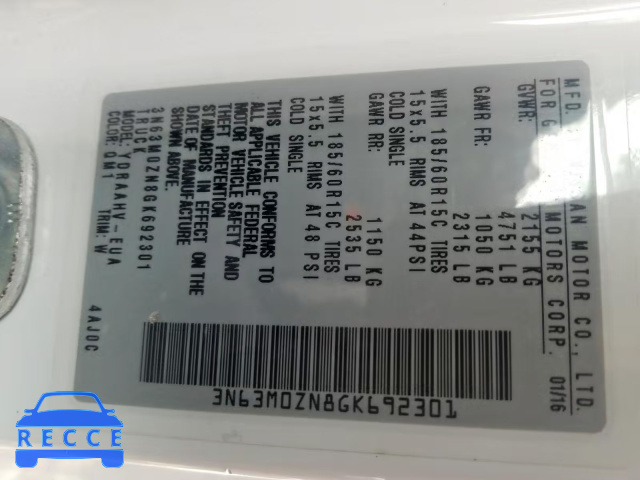 MFD. AN MOTOR CO., LTD.
FOR G MOTORS CORP. 01/16
GVWR: 2155 KG
4751 LB
GAWR FR: 1050 KG
2315 LB
WITH 185/60R15C TIRES
15x5.5 RIMS AT 44PSI
COLD SINGLE
GAWR RR: 1150 KG
2535 LB
WITH 185/60R15C TIRES
15x5.5 RIMS AT 48 PSI
COLD SINGLE
THIS VEHICLE CONFORMS TO
ALL APPLICABLE FEDERAL
MOTOR VEHICLE SAFETY AND
THEFT PREVENTION
STANDARDS IN EFFECT ON THE
DATE OF MANUFACTURE
SHOWN ABOVE.
3N63M0ZN8GK692301
TRUCK
MODEL: YDRAAHV-EUA
COLOR: QM1 TRIM: W
4AJ0C
3N63M0ZN8GK692301
BID.CARS
RECCE